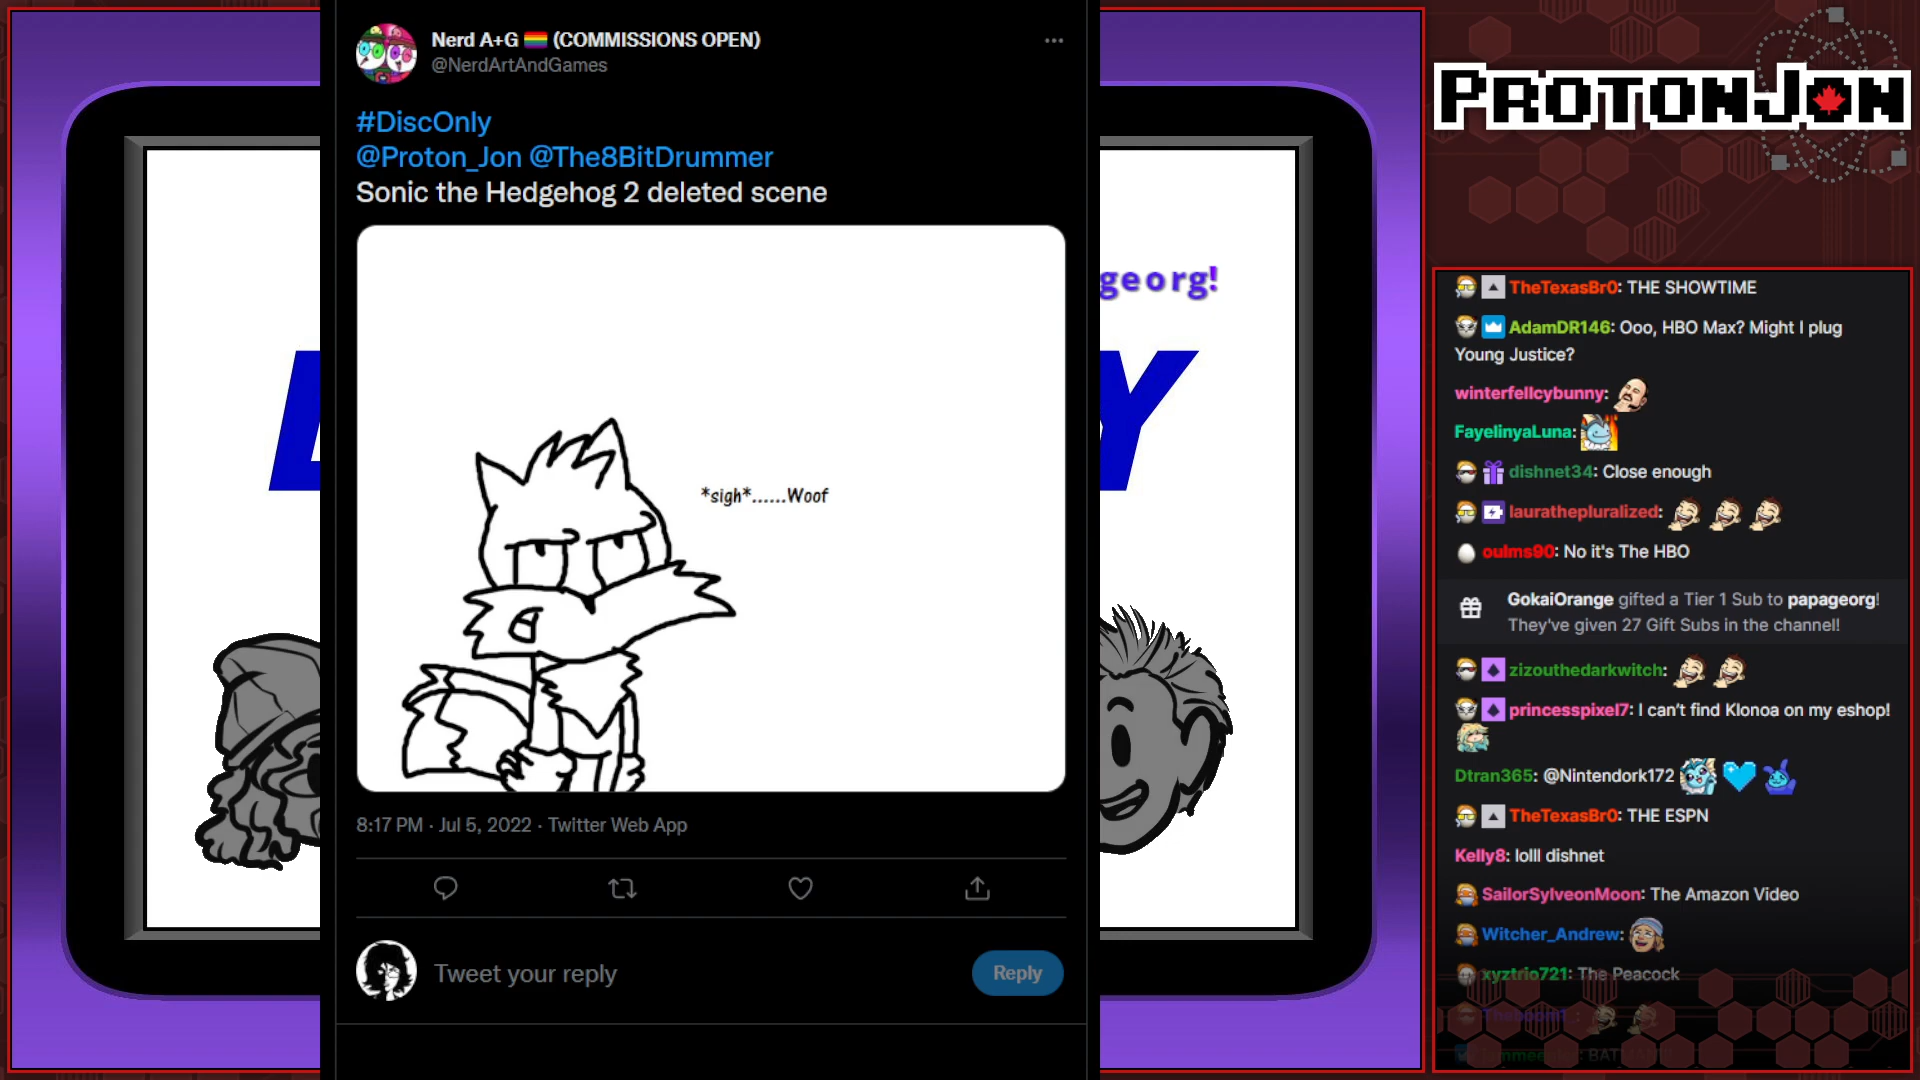 Nerd A+G (COMMISSIONS OPEN)
@NerdArtAndGames
#DiscOnly
@Proton_Jon @The8BitDrummer
Sonic the Hedgehog 2 deleted scene
*sigh*......Woof
8:17 PM · Jul 5, 2022 · Twitter Web App
Tweet your reply
Reply
georg!
Y
PROTONJON
TheTexasBr0: THE SHOWTIME
AdamDR146: Ooo, HBO Max? Might I plug
Young Justice?
winterfellcybunny:
FayelinyaLuna:
dishnet34: Close enough
laurathepluralized:
oulms90: No it's The HBO
GokaiOrange gifted a Tier 1 Sub to papageorg!
They've given 27 Gift Subs in the channel!
zizouthedarkwitch:
princesspixel7: I can't find Klonoa on my eshop!
Dtran365: @Nintendork172
TheTexasBr0: THE ESPN
Kelly8: lolll dishnet
SailorSylveonMoon: The Amazon Video
Witcher_Andrew:
xyztrio721: The Peacock